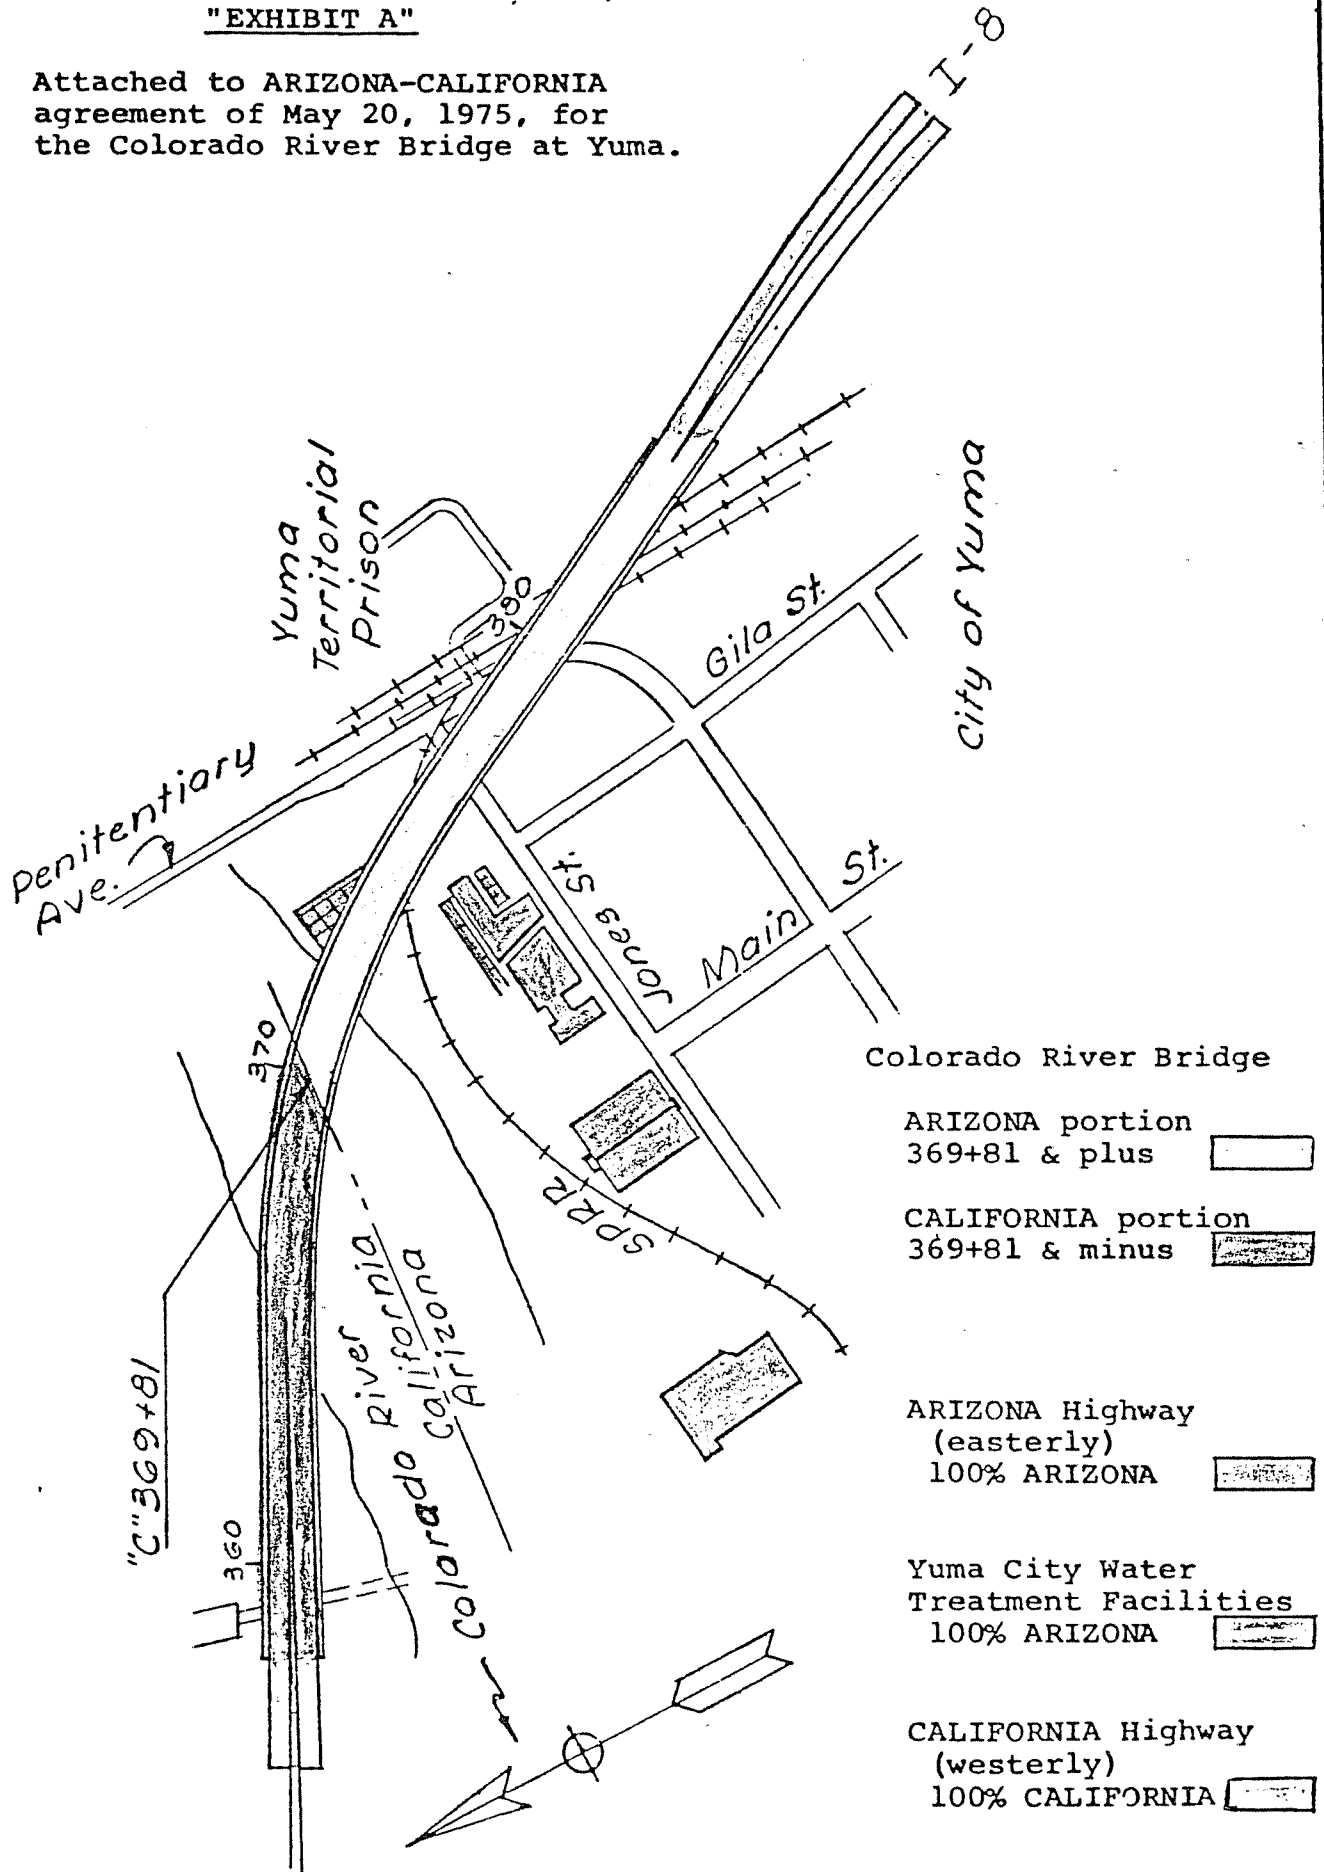 "EXHIBIT A"
Attached to ARIZONA-CALIFORNIA
agreement of May 20, 1975, for
the Colorado River Bridge at Yuma.
I-8
Yuma
Territorial
Prison
380
Gila St.
City of Yuma
Penitentiary
Ave.
Jones St.
Main St.
370
SPRR
"C" 369+81
Colorado River
California
California
Arizona
360
Colorado River Bridge
ARIZONA portion
369+81 & plus
CALIFORNIA portion
369+81 & minus
ARIZONA Highway
(easterly)
100% ARIZONA
Yuma City Water
Treatment Facilities
100% ARIZONA
CALIFORNIA Highway
(westerly)
100% CALIFORNIA